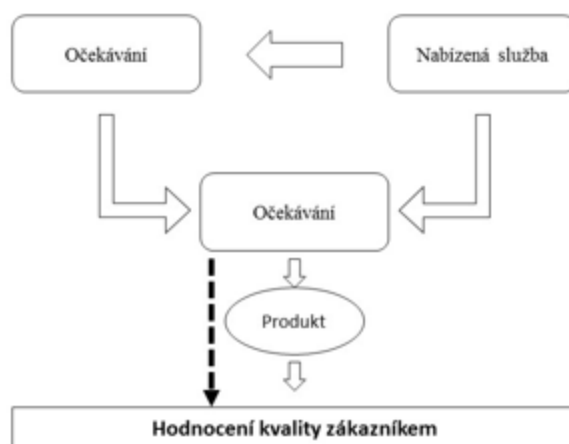 Očekávání
Nabízená služba
Očekávání
Produkt
Hodnocení kvality zákazníkem